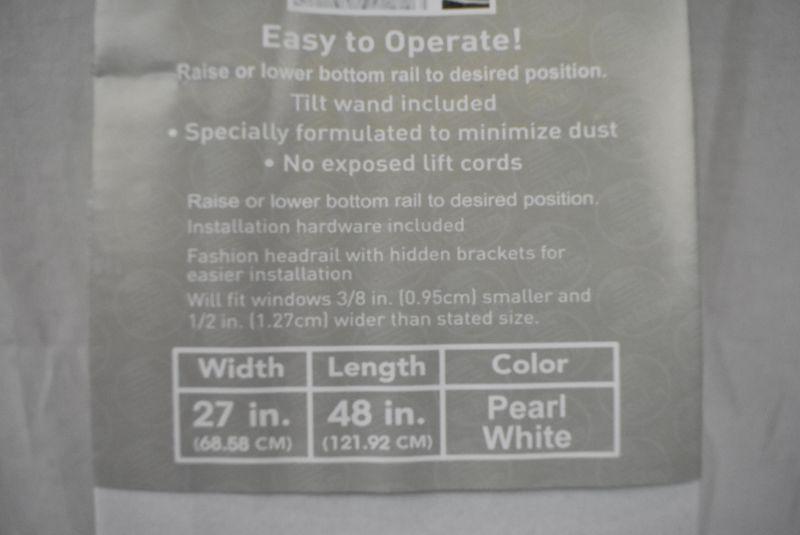 Easy to Operate!
Raise or lower bottom rail to desired position.
Tilt wand included
• Specially formulated to minimize dust
• No exposed lift cords
Raise or lower bottom rail to desired position.
Installation hardware included
Fashion headrail with hidden brackets for
easier installation
Will fit windows 3/8 in. (0.95cm) smaller and
1/2 in. (1.27cm) wider than stated size.
Width Length Color
27 in. 48 in. Pearl
(68.58 CM) (121.92 CM) White